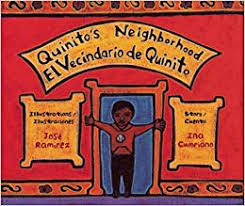 Quinito's Neighborhood
El Vecindario de Quinito
Illustrations/
Ilustraciones
José
Ramírez
Story/
Cuento
Ina
Cumpiano